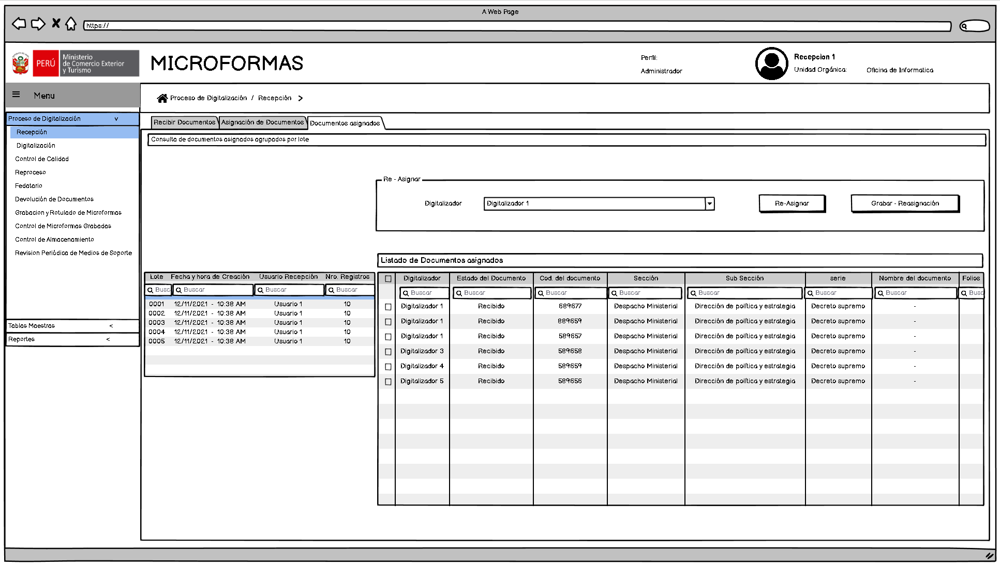 A Web Page
https://
PERÚ
Ministerio
de Comercio Exterior
y Turismo
MICROFORMAS
Perfil:
Administrador
Recepcion 1
Unidad Orgánica: Oficina de Informatica
Menu
Proceso de Digitalización / Recepción >
Proceso de Digitalización v
Recepción
Digitalización
Control de Calidad
Reproceso
Fedatario
Devolución de Documentos
Grabacion y Rotulado de Microformas
Control de Microformas Grabadas
Control de Almacenamiento
Revision Periódica de Medios de Soporte
Tablas Maestras <
Reportes <
Recibir Documentos Asignación de Documentos Documentos asignados
Consulta de documentos asignados agrupados por lote
Re - Asignar
Digitalizador Digitalizador 1 Re-Asignar Grabar - Reasignación
Lote Fecha y hora de Creación Usuario Recepción Nro. Registros
Busc Buscar Buscar Buscar
0001 12/11/2021 - 10:38 AM Usuario 1 10
0002 12/11/2021 - 10:38 AM Usuario 1 10
0003 12/11/2021 - 10:38 AM Usuario 1 10
0004 12/11/2021 - 10:38 AM Usuario 1 10
0005 12/11/2021 - 10:38 AM Usuario 1 10
Listado de Documentos asignados
Digitalizador Estado del Documento Cod. del documento Sección Sub Sección serie Nombre del documento Folios
Buscar Buscar Buscar Buscar Buscar Buscar Buscar Busc
Digitalizador 1 Recibido 689677 Despacho Ministerial Dirección de política y estrategia Decreto supremo -
Digitalizador 1 Recibido 889659 Despacho Ministerial Dirección de política y estrategia Decreto supremo -
Digitalizador 1 Recibido 589657 Despacho Ministerial Dirección de política y estrategia Decreto supremo -
Digitalizador 3 Recibido 589658 Despacho Ministerial Dirección de política y estrategia Decreto supremo -
Digitalizador 4 Recibido 589659 Despacho Ministerial Dirección de política y estrategia Decreto supremo -
Digitalizador 5 Recibido 589656 Despacho Ministerial Dirección de política y estrategia Decreto supremo -